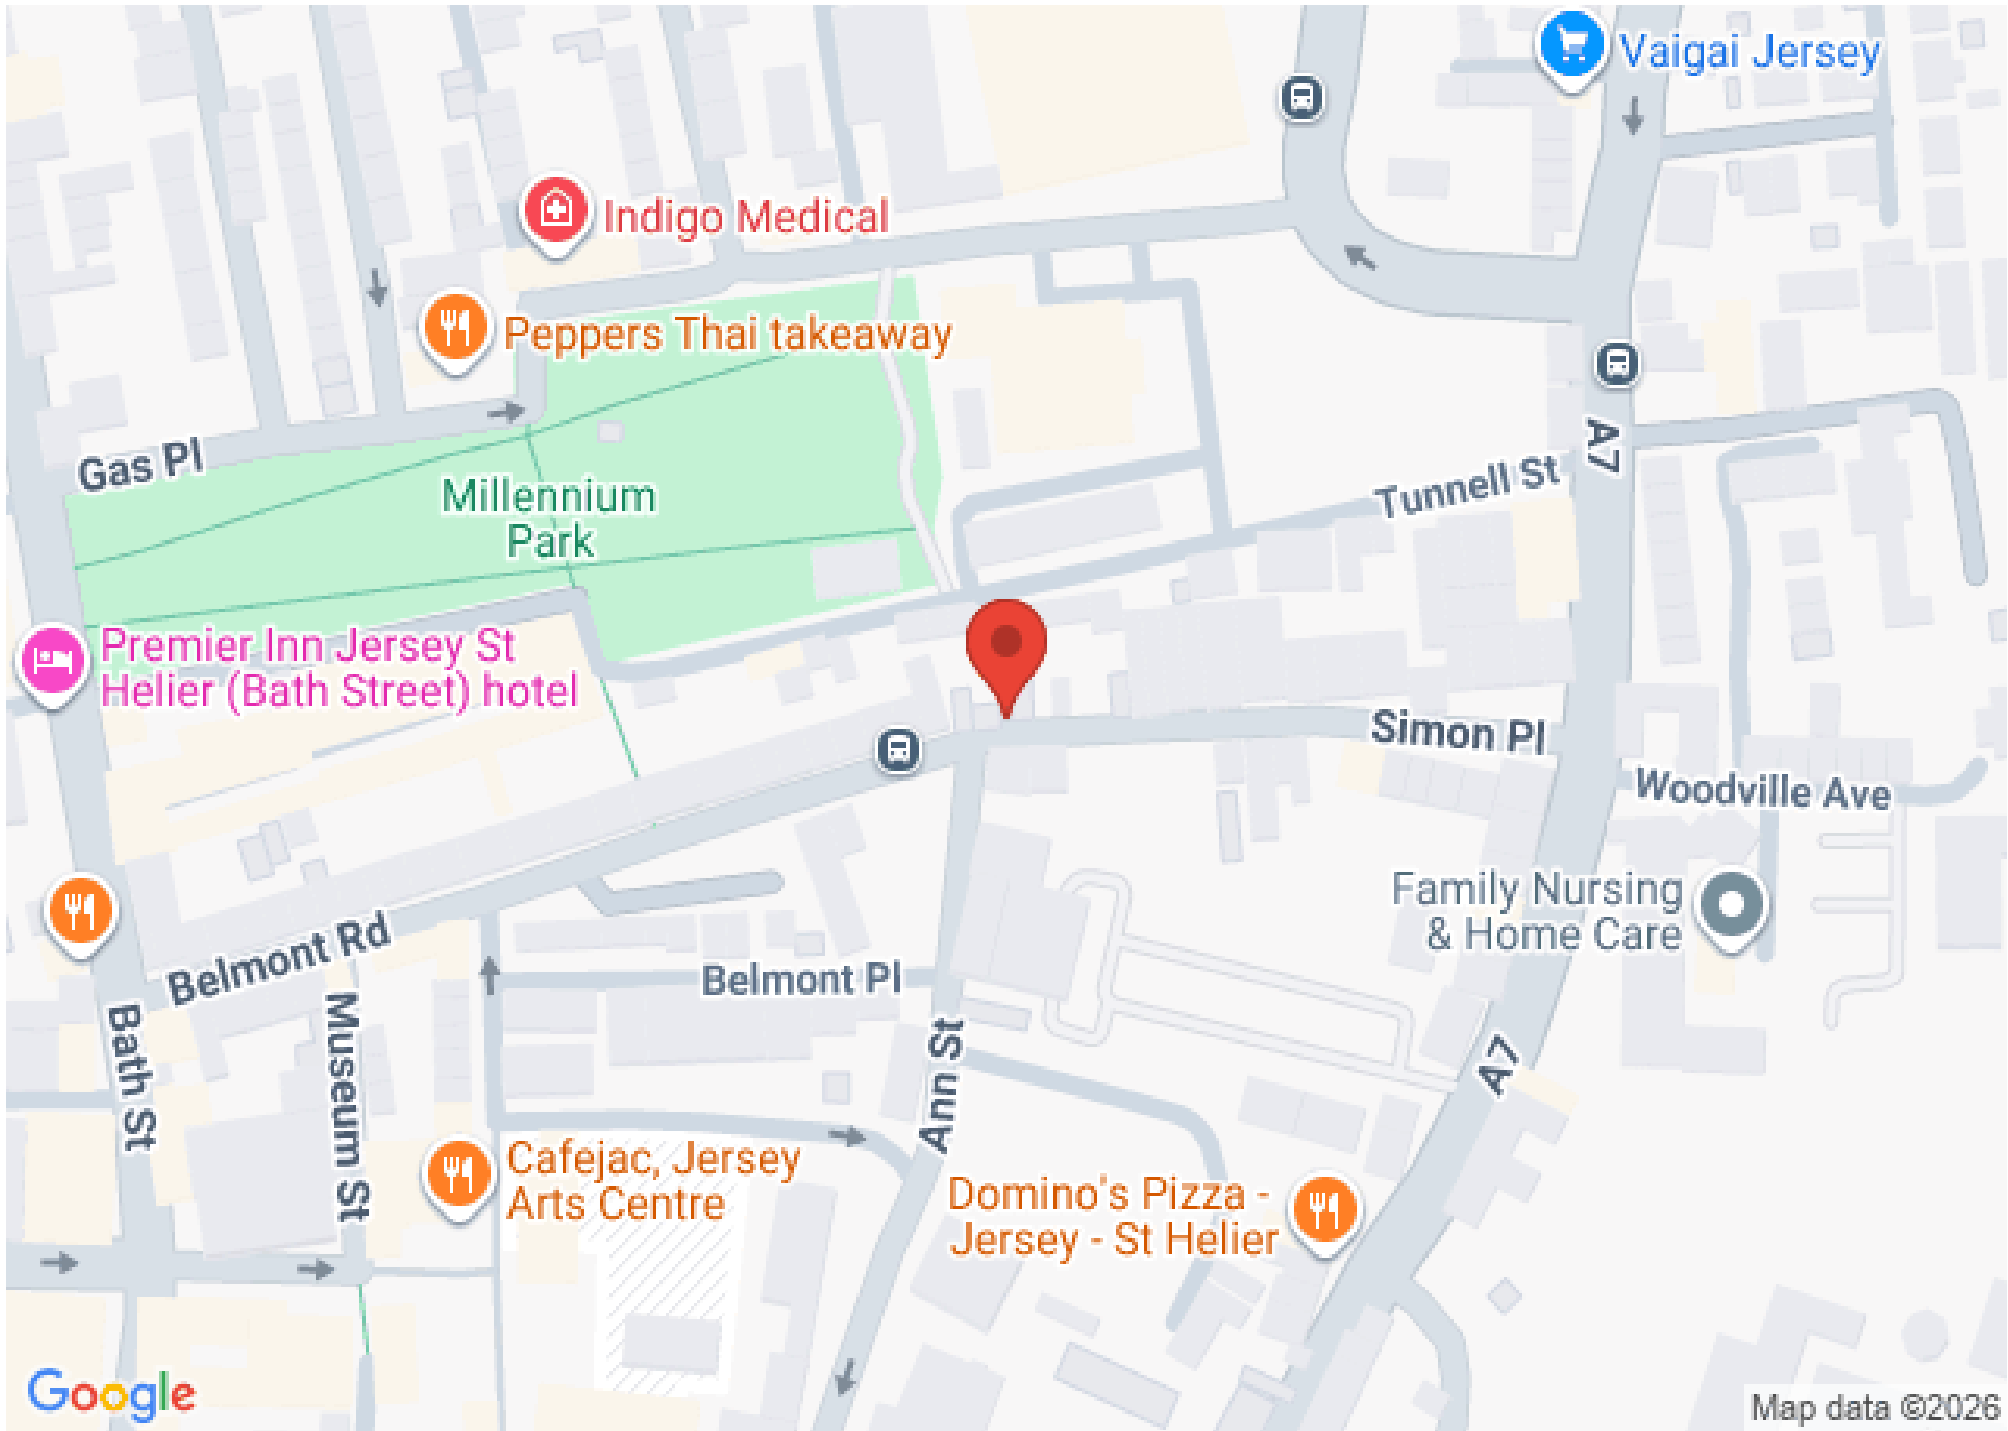 Vaigai Jersey
Indigo Medical
Peppers Thai takeaway
Gas Pl
A7
Tunnell St
Millennium
Park
Premier Inn Jersey St
Helier (Bath Street) hotel
Simon Pl
Woodville Ave
Family Nursing
& Home Care
Belmont Rd
Belmont Pl
Bath St
Museum St
Ann St
A7
Cafejac, Jersey
Arts Centre
Domino's Pizza -
Jersey - St Helier
Google
Map data ©2026